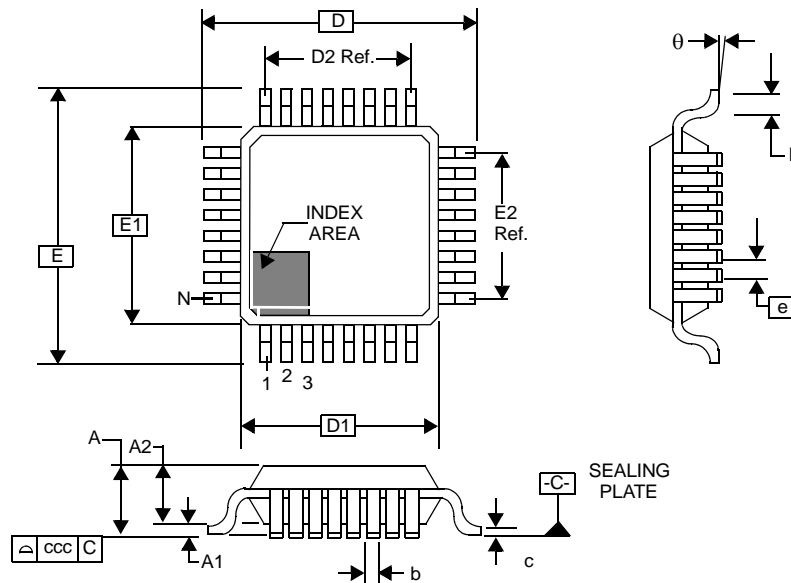 D
D2 Ref.
θ
E1
E
INDEX
AREA
E2
Ref.
N
e
1 2 3
D1
A
A2
-C-
SEALING
PLATE
⌓ ccc C
A1
b
c